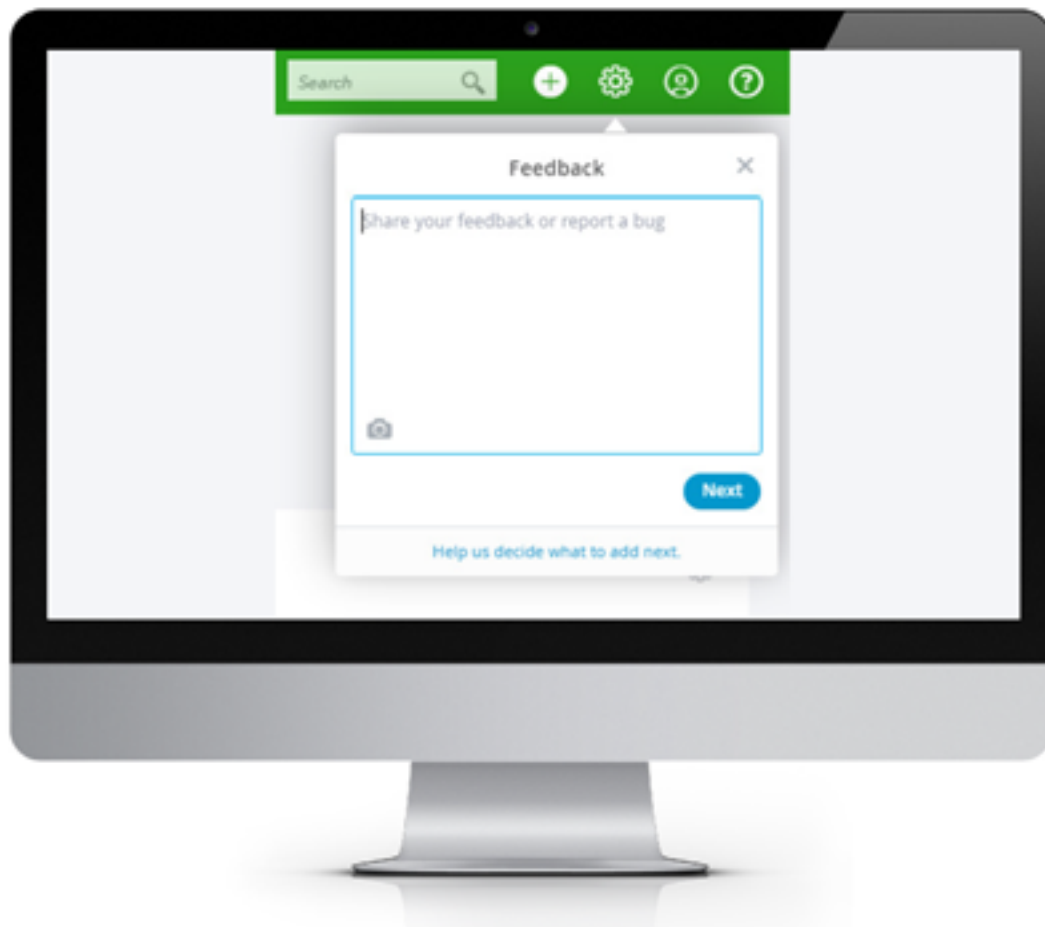 Search
Feedback
Share your feedback or report a bug
Next
Help us decide what to add next.